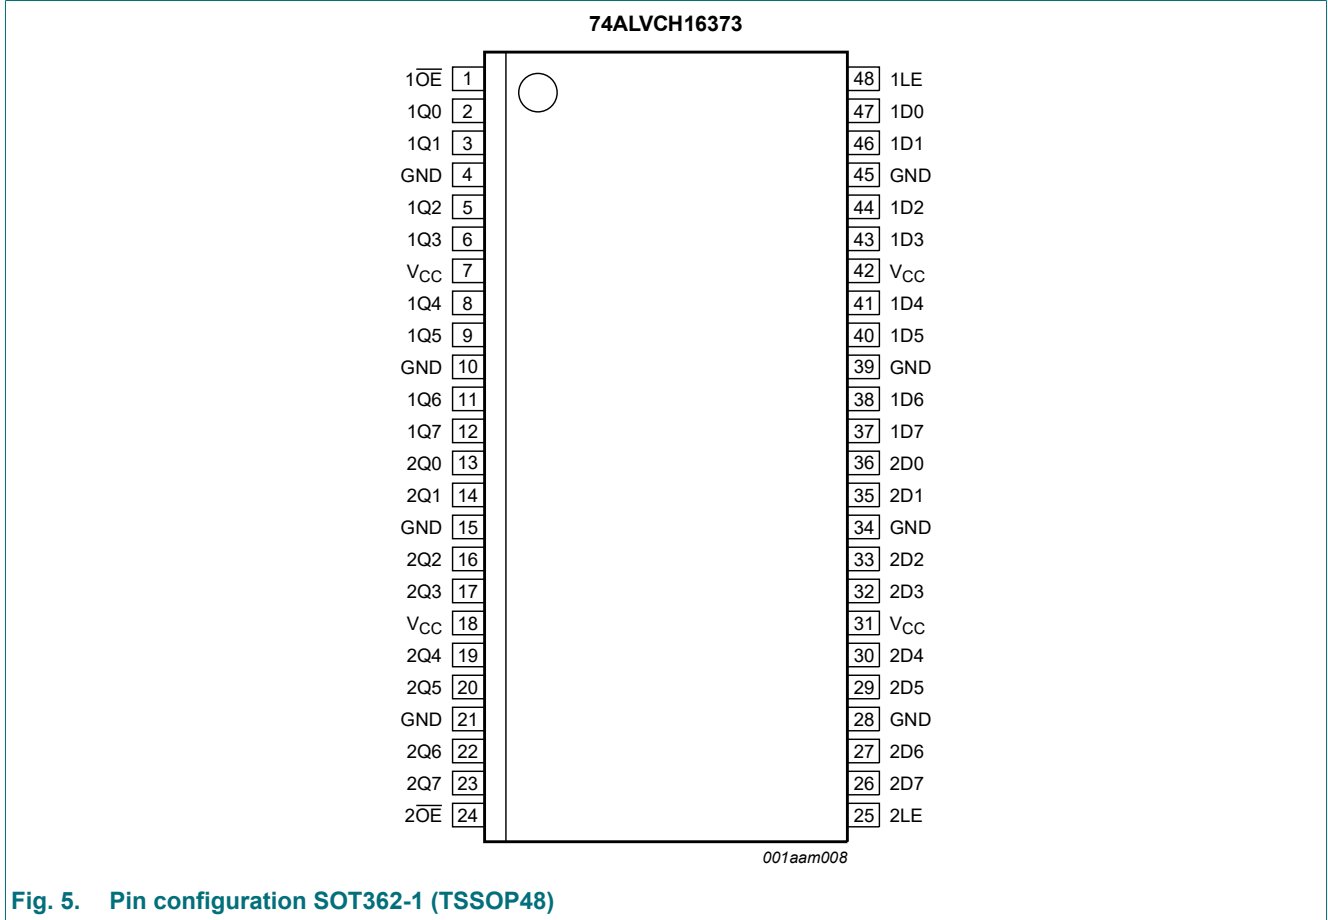 74ALVCH16373
1OE 1 48 1LE
1Q0 2 47 1D0
1Q1 3 46 1D1
GND 4 45 GND
1Q2 5 44 1D2
1Q3 6 43 1D3
VCC 7 42 VCC
1Q4 8 41 1D4
1Q5 9 40 1D5
GND 10 39 GND
1Q6 11 38 1D6
1Q7 12 37 1D7
2Q0 13 36 2D0
2Q1 14 35 2D1
GND 15 34 GND
2Q2 16 33 2D2
2Q3 17 32 2D3
VCC 18 31 VCC
2Q4 19 30 2D4
2Q5 20 29 2D5
GND 21 28 GND
2Q6 22 27 2D6
2Q7 23 26 2D7
2OE 24 25 2LE
001aam008
Fig. 5. Pin configuration SOT362-1 (TSSOP48)